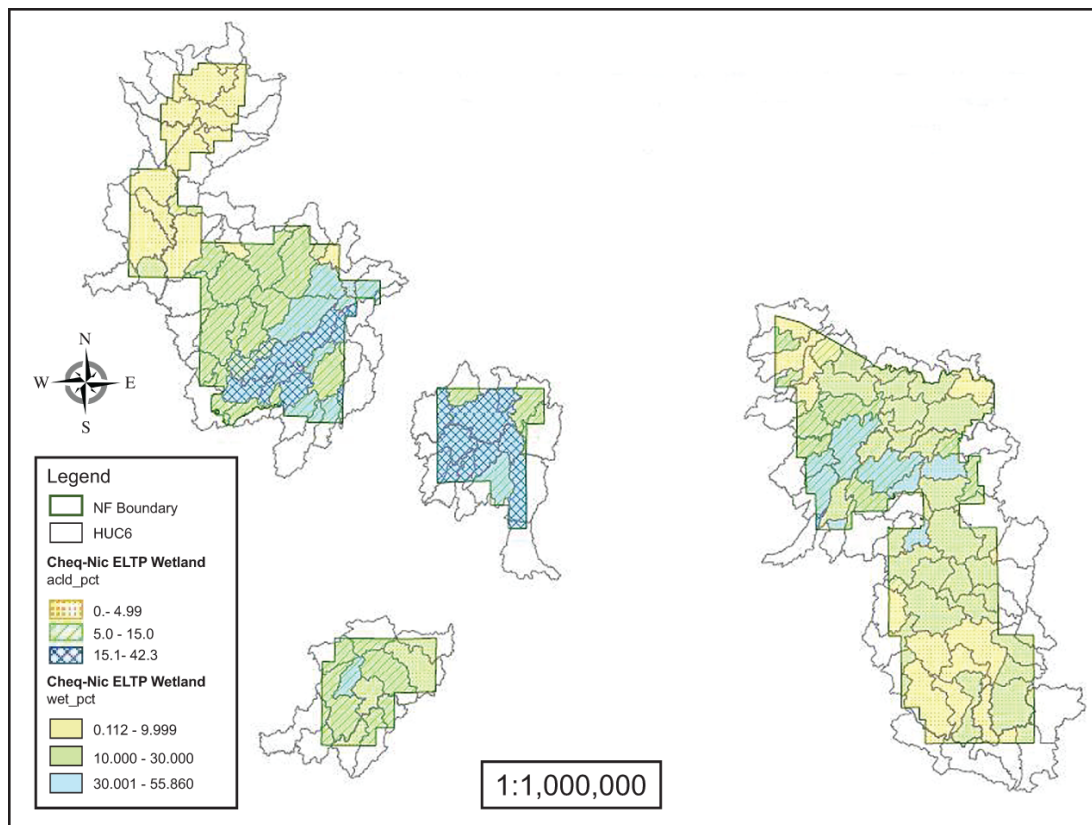 N
W
E
S
Legend
NF Boundary
HUC6
Cheq-Nic ELTP Wetland
acld_pct
0.- 4.99
5.0 - 15.0
15.1- 42.3
Cheq-Nic ELTP Wetland
wet_pct
0.112 - 9.999
10.000 - 30.000
30.001 - 55.860
1:1,000,000